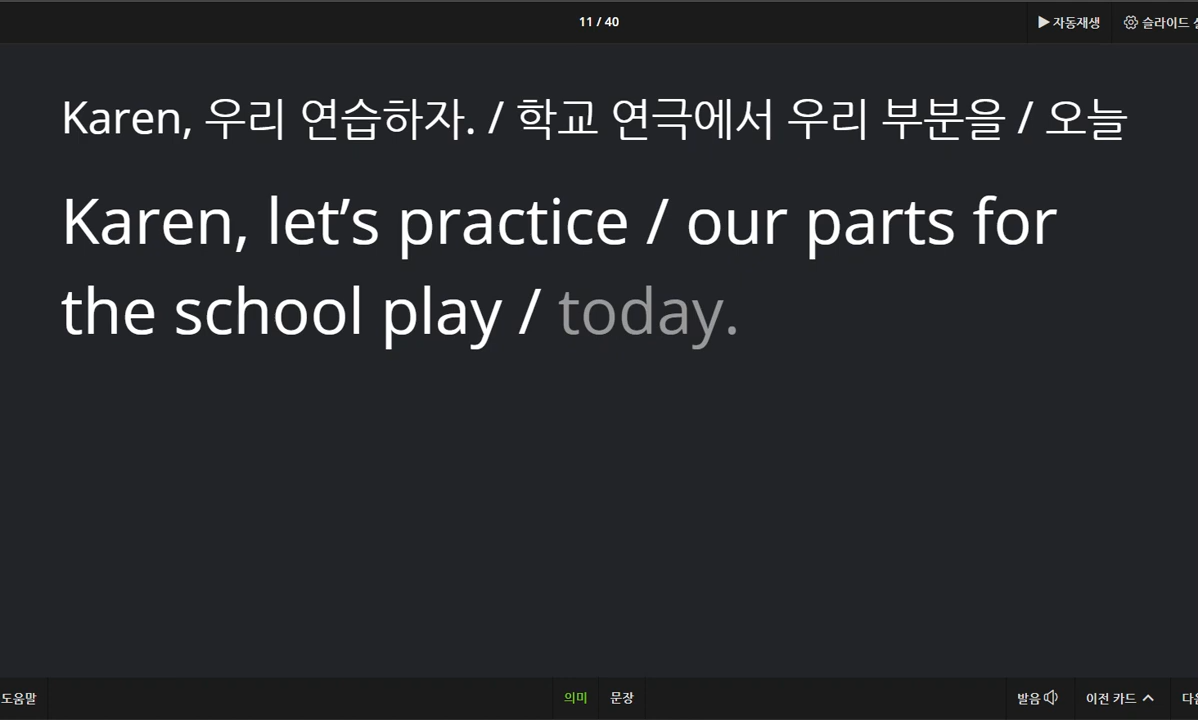 11 / 40
▶ 자동재생
슬라이드
Karen, 우리 연습하자. / 학교 연극에서 우리 부분을 / 오늘
Karen, let’s practice / our parts for
the school play / today.
도움말
의미
문장
발음
이전 카드